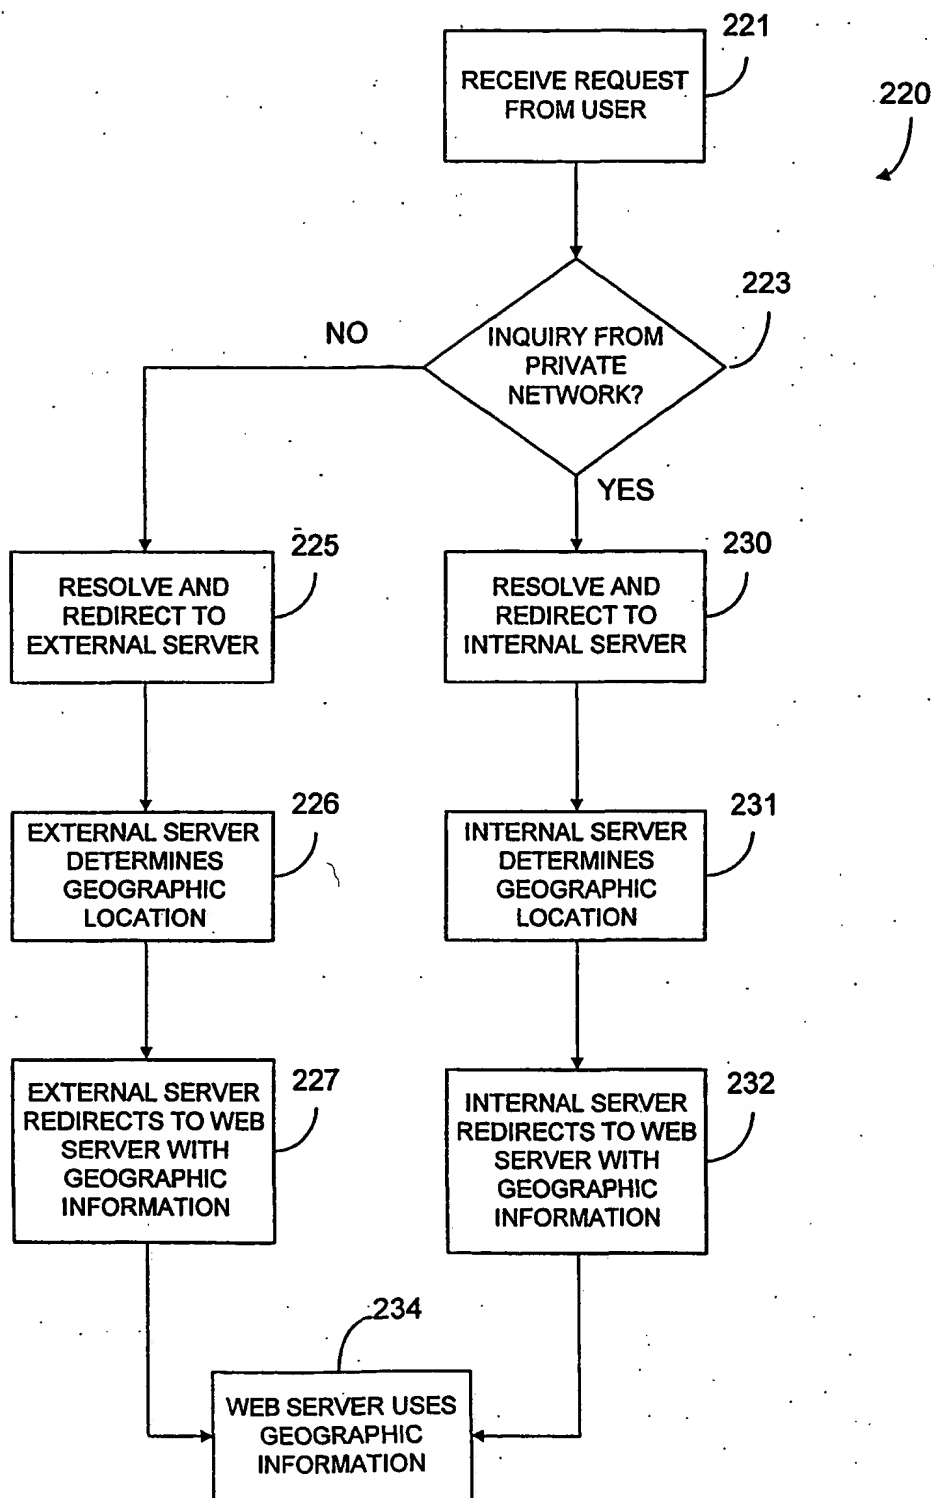 221
RECEIVE REQUEST
FROM USER
220
223
INQUIRY FROM
PRIVATE
NETWORK?
NO
YES
225
RESOLVE AND
REDIRECT TO
EXTERNAL SERVER
230
RESOLVE AND
REDIRECT TO
INTERNAL SERVER
226
EXTERNAL SERVER
DETERMINES
GEOGRAPHIC
LOCATION
231
INTERNAL SERVER
DETERMINES
GEOGRAPHIC
LOCATION
227
EXTERNAL SERVER
REDIRECTS TO WEB
SERVER WITH
GEOGRAPHIC
INFORMATION
232
INTERNAL SERVER
REDIRECTS TO WEB
SERVER WITH
GEOGRAPHIC
INFORMATION
234
WEB SERVER USES
GEOGRAPHIC
INFORMATION